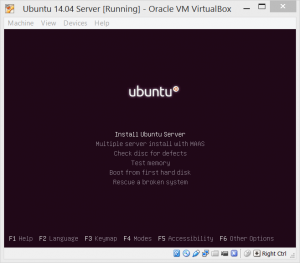 Ubuntu 14.04 Server [Running] - Oracle VM VirtualBox
Machine View Devices Help
ubuntu
Install Ubuntu Server
Multiple server install with MAAS
Check disc for defects
Test memory
Boot from first hard disk
Rescue a broken system
F1 Help F2 Language F3 Keymap F4 Modes F5 Accessibility F6 Other Options
Right Ctrl